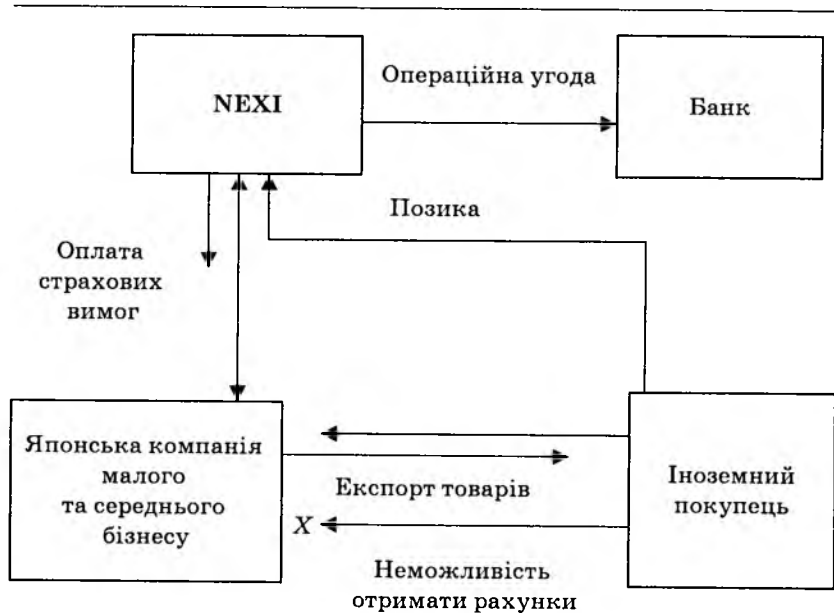 NEXI
Операційна угода
Банк
Позика
Оплата
страхових
вимог
Японська компанія
малого
та середнього
бізнесу
X
Експорт товарів
Іноземний
покупець
Неможливість
отримати рахунки